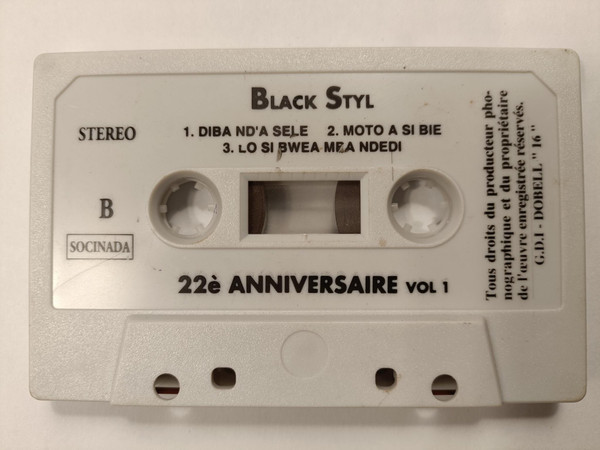 BLACK STYL
STEREO
1. DIBA ND'A SELE 2. MOTO A SI BIE
3. LO SI BWEA MEA NDEDI
B
SOCINADA
22è ANNIVERSAIRE VOL 1
Tous droits du producteur pho-
nographique et du propriétaire
de l'œuvre enregistrée réservés.
G.D.I - DOBELL " 16 "